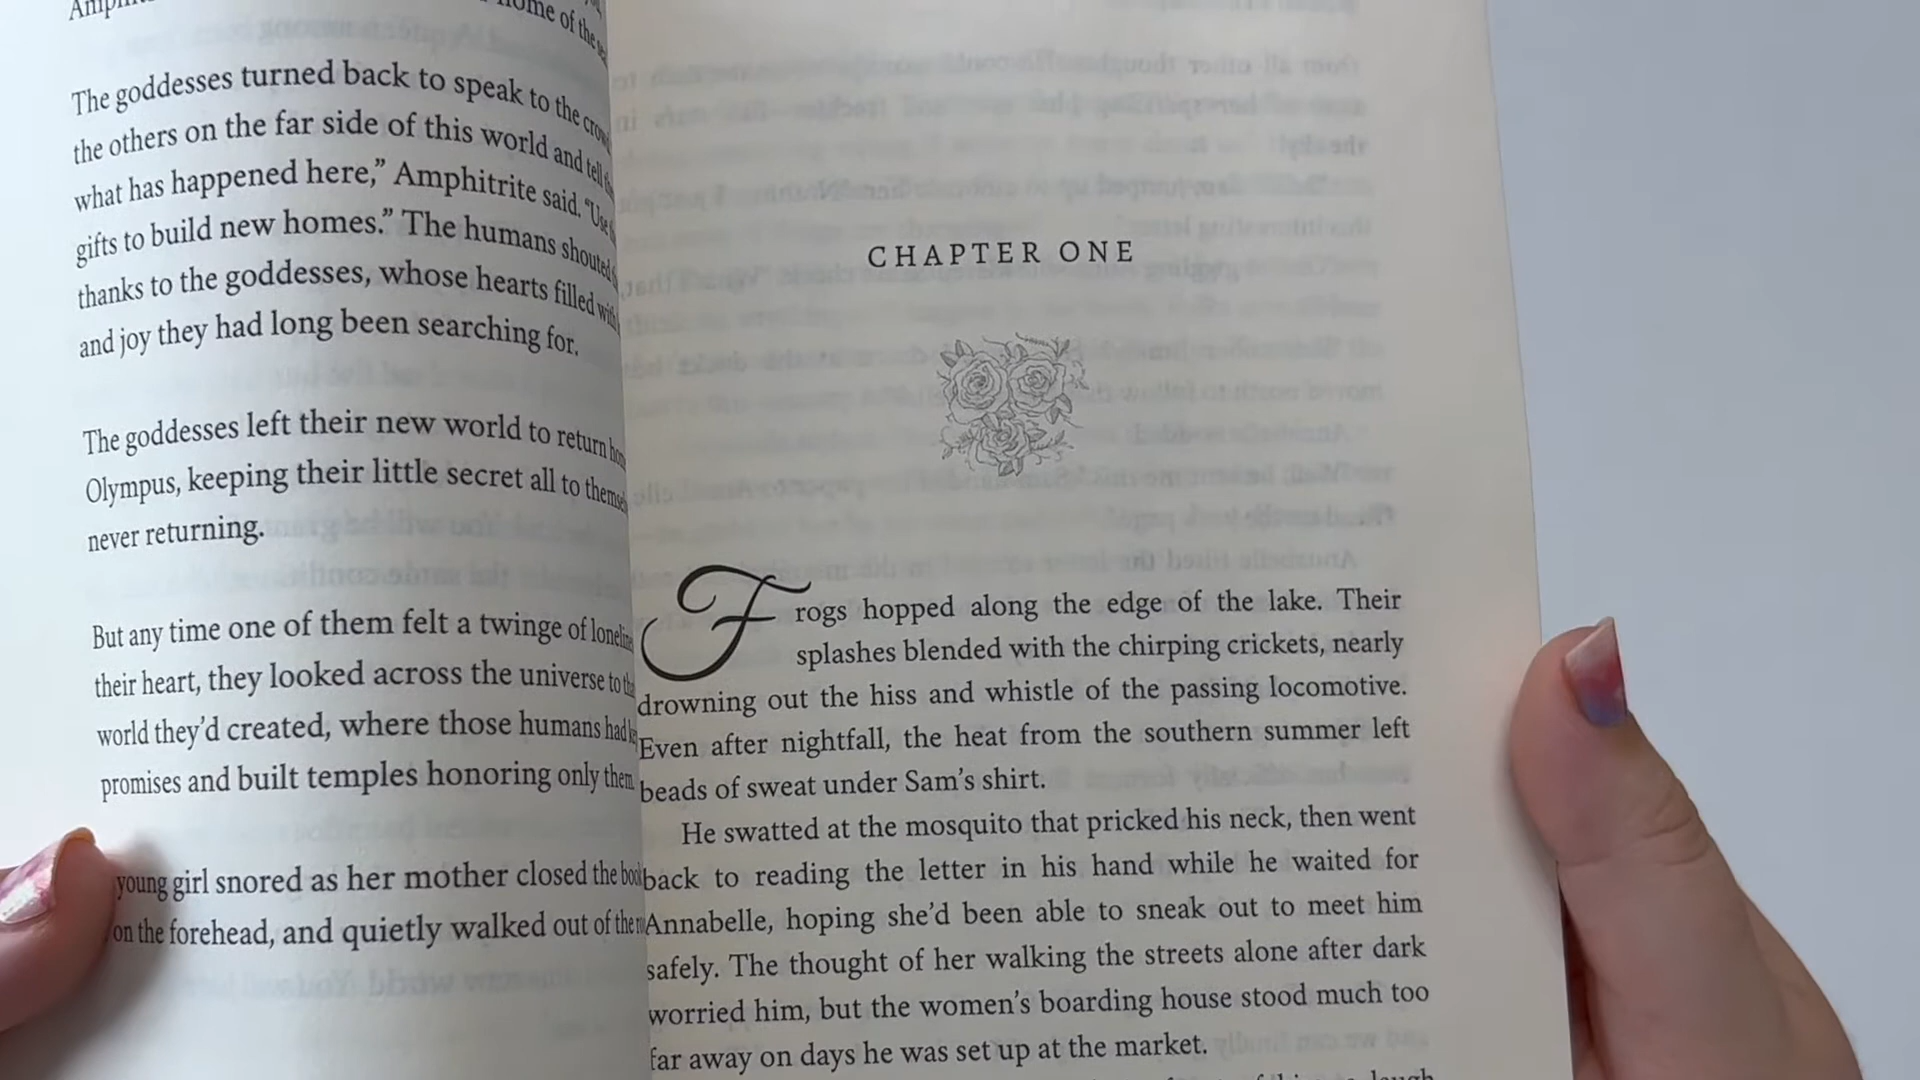 The goddesses turned back to speak to the
the others on the far side of this world and tell
what has happened here,” Amphitrite said. “Use
gifts to build new homes.” The humans shouted
thanks to the goddesses, whose hearts filled with
and joy they had long been searching for.
The goddesses left their new world to return
Olympus, keeping their little secret all to
never returning.
But any time one of them felt a twinge of
their heart, they looked across the universe to
world they’d created, where those humans had
promises and built temples honoring only
young girl snored as her mother closed the
on the forehead, and quietly walked out of the
CHAPTER ONE
Frogs hopped along the edge of the lake. Their
splashes blended with the chirping crickets, nearly
drowning out the hiss and whistle of the passing locomotive.
Even after nightfall, the heat from the southern summer left
beads of sweat under Sam’s shirt.
He swatted at the mosquito that pricked his neck, then went
back to reading the letter in his hand while he waited for
Annabelle, hoping she’d been able to sneak out to meet him
safely. The thought of her walking the streets alone after dark
worried him, but the women’s boarding house stood much too
far away on days he was set up at the market.